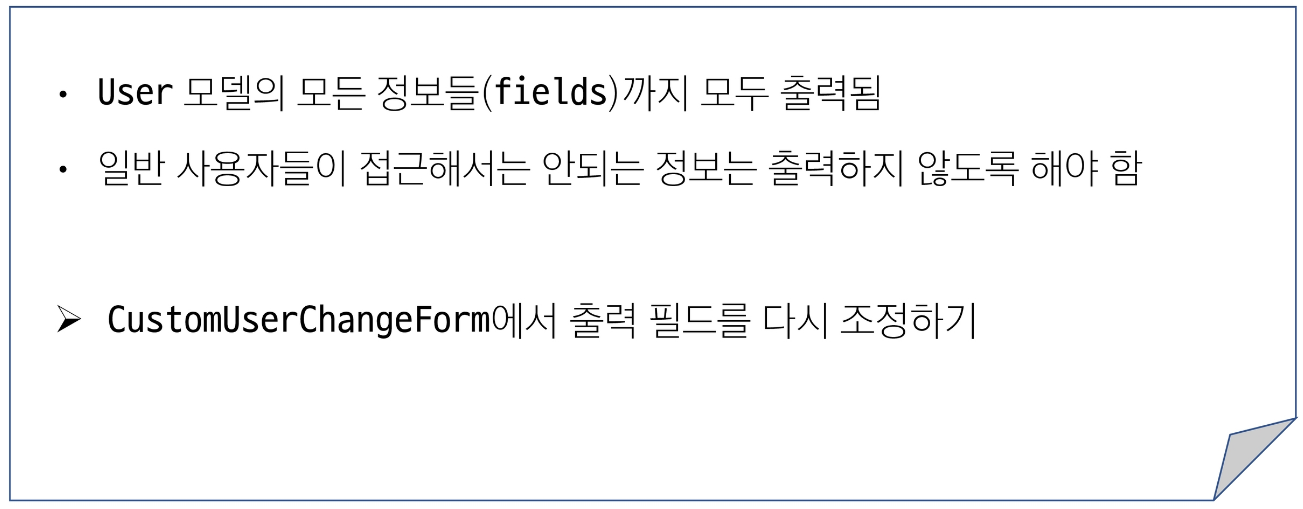 • User 모델의 모든 정보들(fields)까지 모두 출력됨
• 일반 사용자들이 접근해서는 안되는 정보는 출력하지 않도록 해야 함
➢ CustomUserChangeForm에서 출력 필드를 다시 조정하기